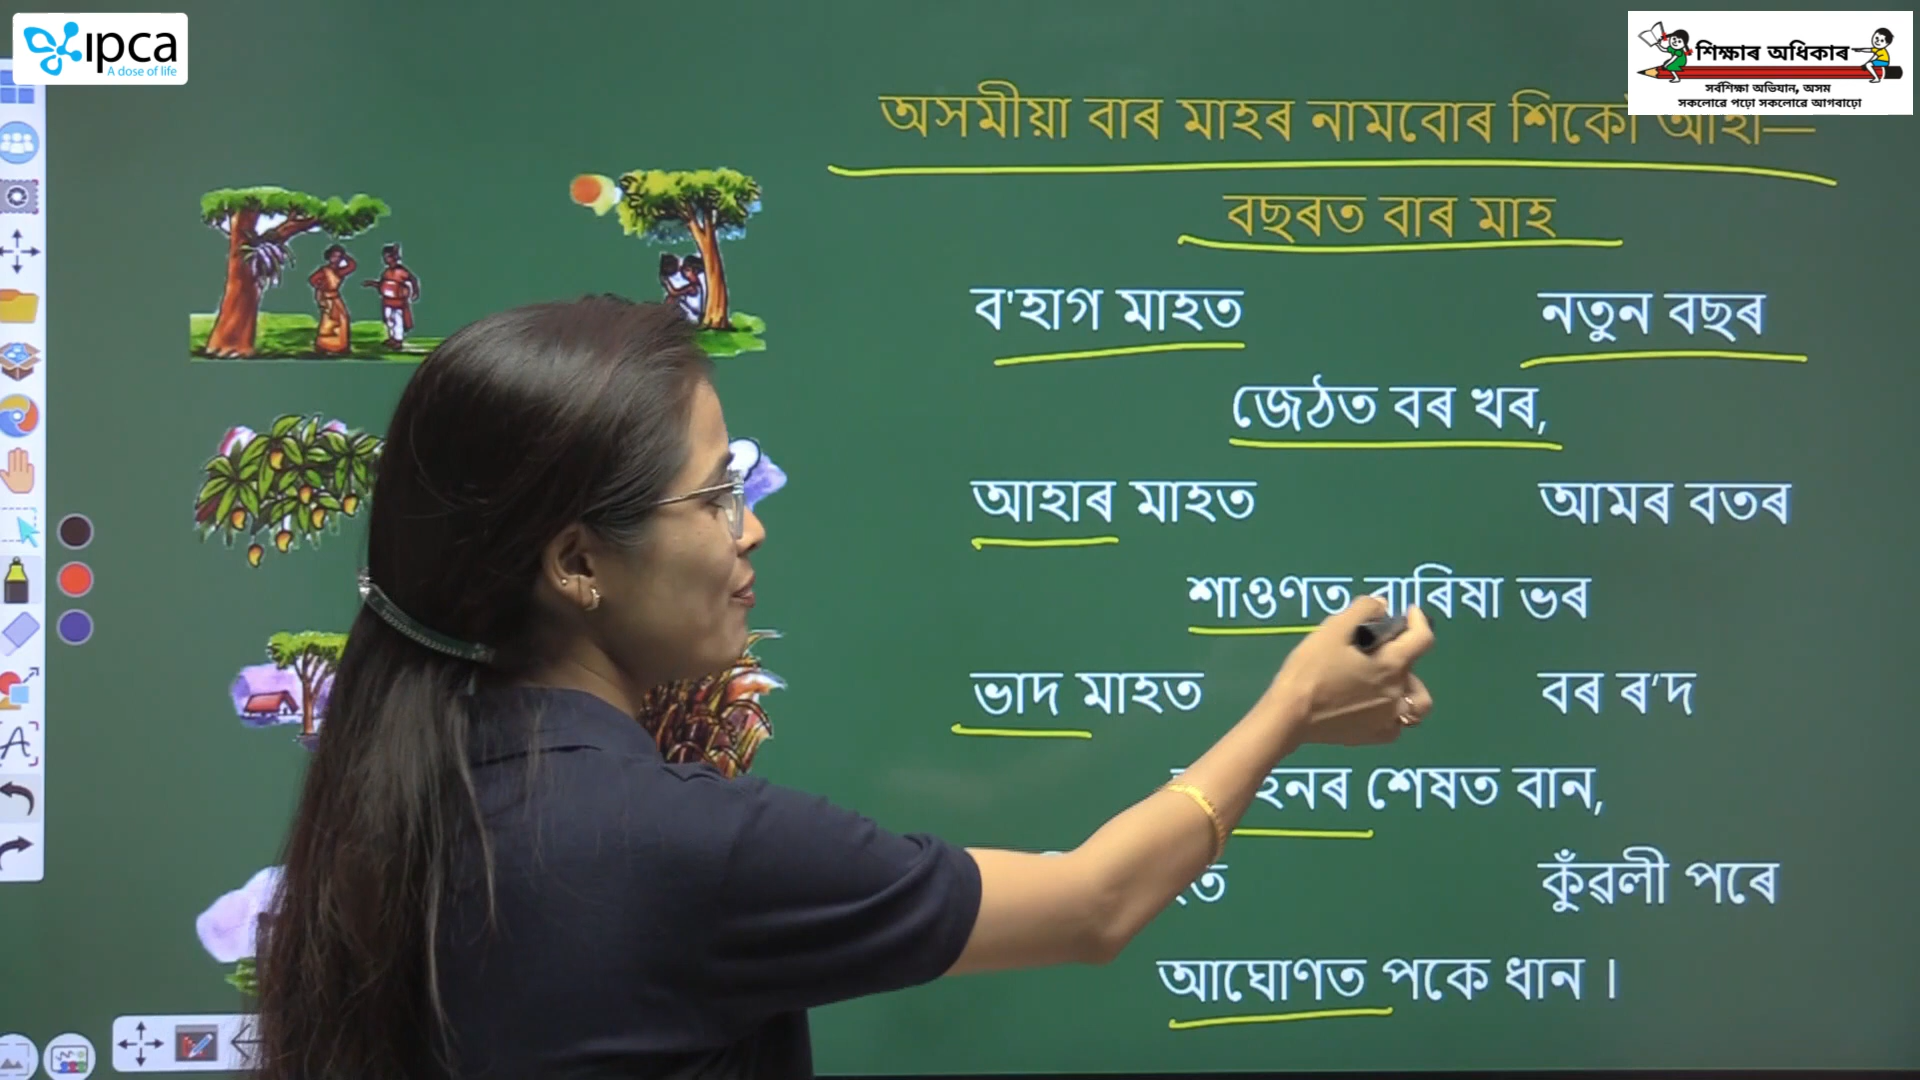 ipca
A dose of life
শিক্ষাৰ অধিকাৰ
সৰ্বশিক্ষা অভিযান, অসম
সকলোৱে পঢ়ো সকলোৱে আগবাঢ়ো
অসমীয়া বাৰ মাহৰ নামবোৰ শিকোঁ আহা—
বছৰত বাৰ মাহ
ব'হাগ মাহত নতুন বছৰ
জেঠত বৰ খৰ,
আহাৰ মাহত আমৰ বতৰ
শাওণত বাৰিষা ভৰ
ভাদ মাহত বৰ ৰ'দ
শেষত বান,
কুঁৱলী পৰে
আঘোণত পকে ধান।